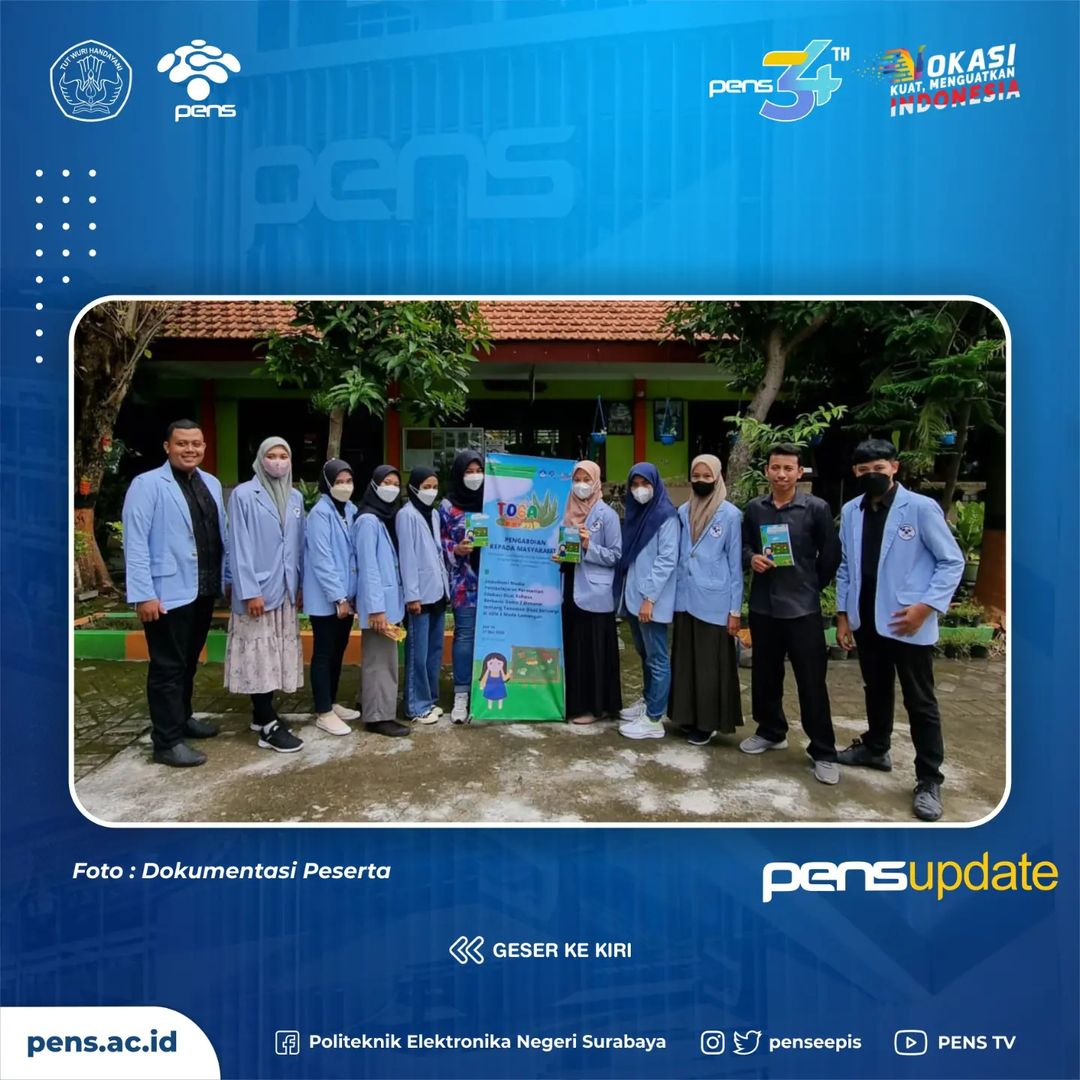 TUT WURI HANDAYANI
pens
pens 34TH
VOKASI
KUAT, MENGUATKAN
INDONESIA
pens
TOGA
PENGABDIAN
KEPADA MASYARAKAT
Foto : Dokumentasi Peserta
pensupdate
GESER KE KIRI
pens.ac.id
Politeknik Elektronika Negeri Surabaya
penseepis
PENS TV